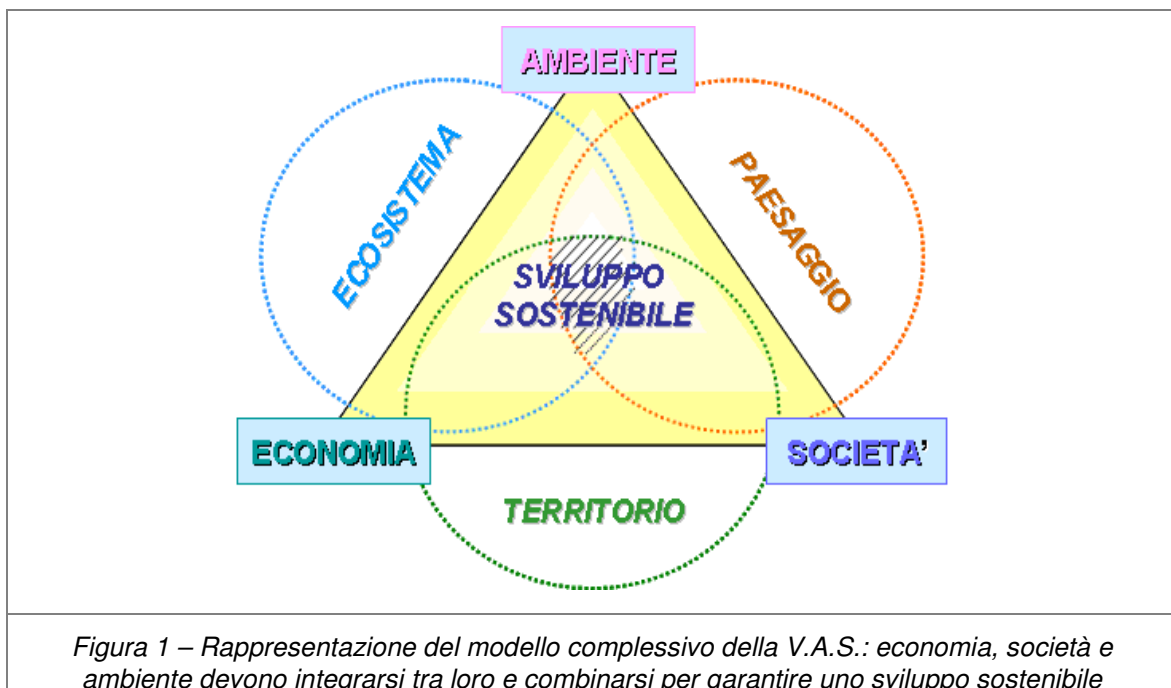 AMBIENTE
ECOSISTEMA
PAESAGGIO
SVILUPPO
SOSTENIBILE
ECONOMIA
SOCIETA'
TERRITORIO
Figura 1 – Rappresentazione del modello complessivo della V.A.S.: economia, società e
ambiente devono integrarsi tra loro e combinarsi per garantire uno sviluppo sostenibile